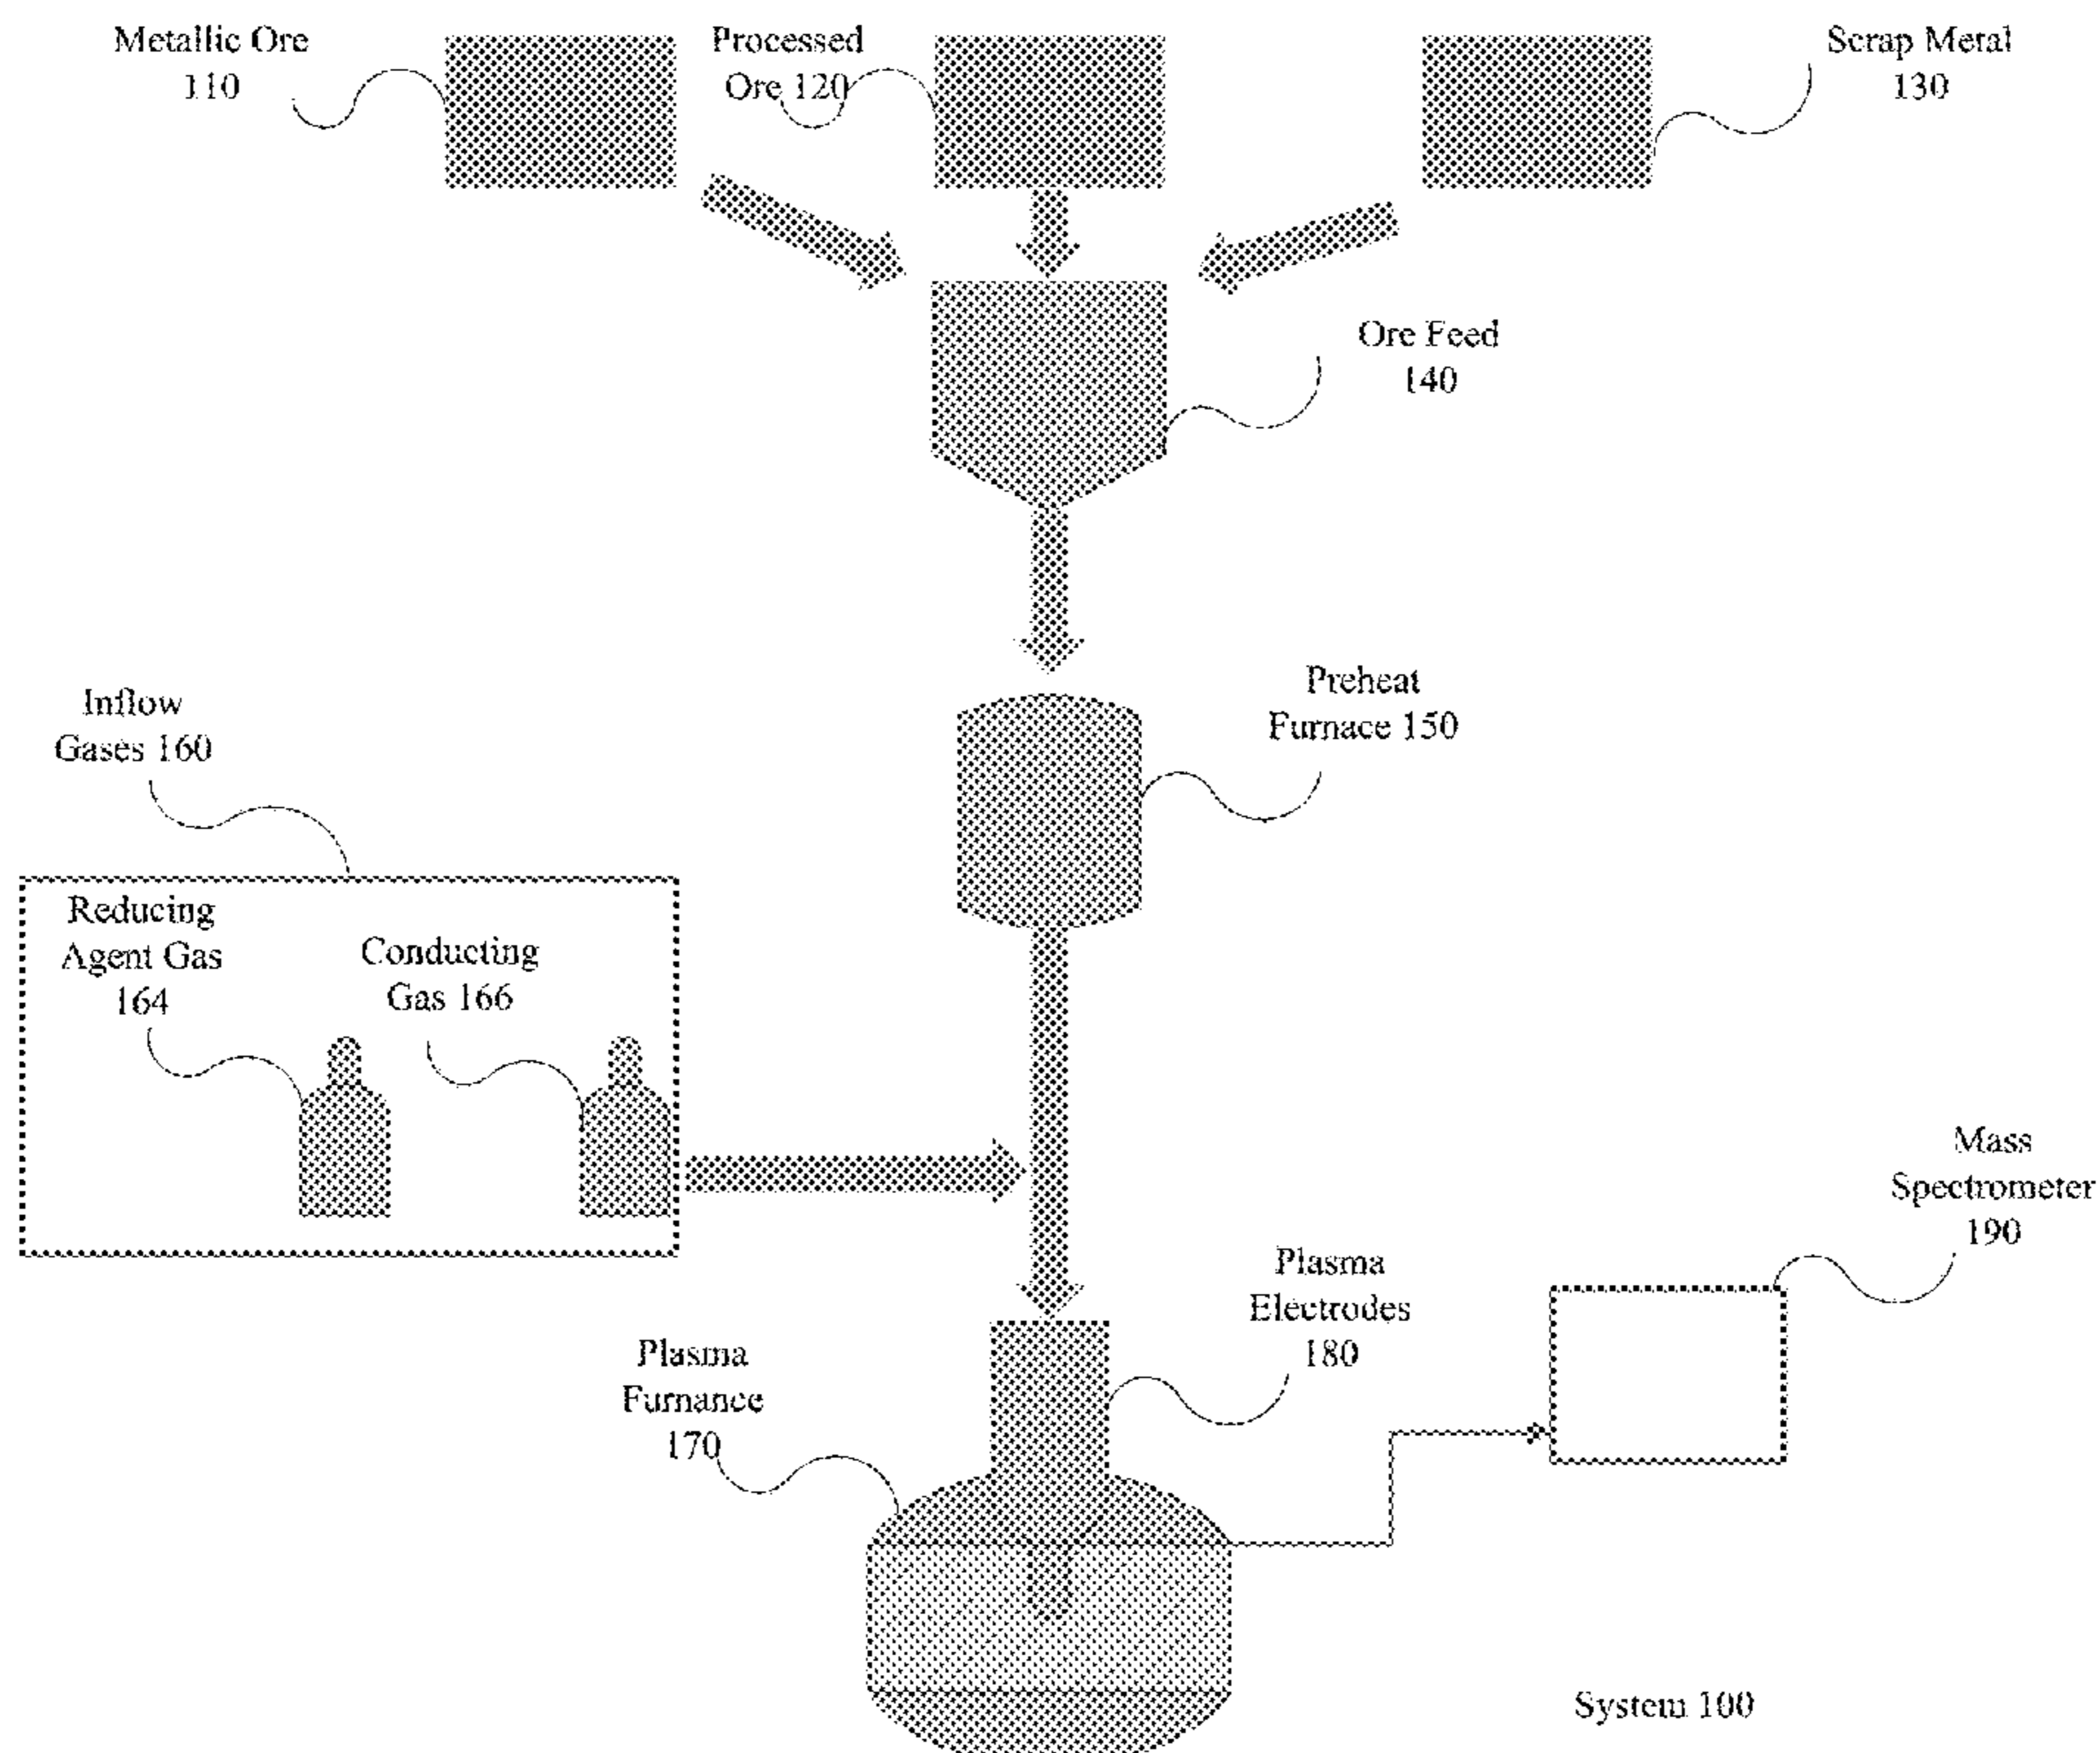 Metallic Ore
110
Processed
Ore 120
Scrap Metal
130
Ore Feed
140
Preheat
Furnace 150
Inflow
Gases 160
Reducing
Agent Gas
164
Conducting
Gas 166
Mass
Spectrometer
190
Plasma
Electrodes
180
Plasma
Furnance
170
System 100